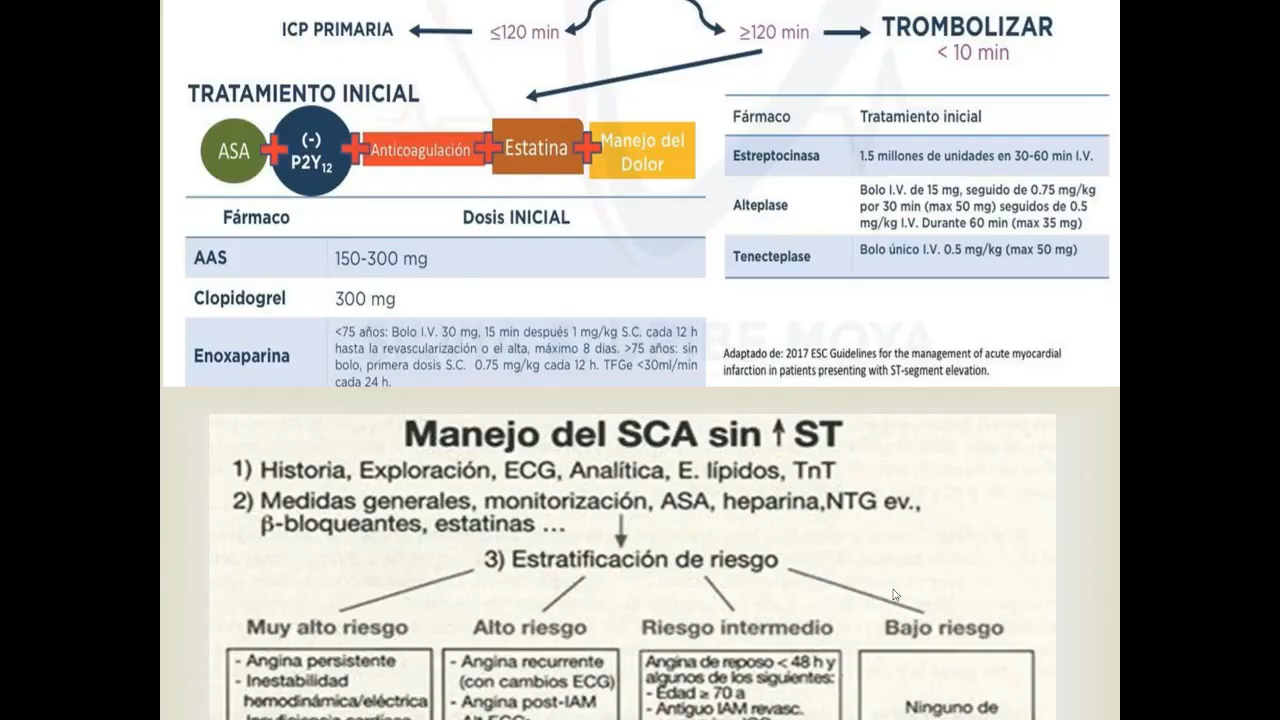 ICP PRIMARIA
≤120 min
≥120 min
TROMBOLIZAR
< 10 min
TRATAMIENTO INICIAL
ASA
(-)
P2Y12
Anticoagulación
Estatina
Manejo del
Dolor
Fármaco
Dosis INICIAL
AAS
150-300 mg
Clopidogrel
300 mg
Enoxaparina
<75 años: Bolo I.V. 30 mg, 15 min después 1 mg/kg S.C. cada 12 h
hasta la revascularización o el alta, máximo 8 dias. >75 años: sin
bolo, primera dosis S.C. 0.75 mg/kg cada 12 h. TFGe <30ml/min
cada 24 h.
Fármaco
Tratamiento inicial
Estreptocinasa
1.5 millones de unidades en 30-60 min I.V.
Alteplase
Bolo I.V. de 15 mg, seguido de 0.75 mg/kg
por 30 min (max 50 mg) seguidos de 0.5
mg/kg I.V. Durante 60 min (max 35 mg)
Tenecteplase
Bolo único I.V. 0.5 mg/kg (max 50 mg)
Adaptado de: 2017 ESC Guidelines for the management of acute myocardial
infarction in patients presenting with ST-segment elevation.
Manejo del SCA sin ↑ ST
1) Historia, Exploración, ECG, Analítica, E. lípidos, TnT
2) Medidas generales, monitorización, ASA, heparina,NTG ev.,
β-bloqueantes, estatinas ...
3) Estratificación de riesgo
Muy alto riesgo
- Angina persistente
- Inestabilidad
hemodinámica/eléctrica
Alto riesgo
- Angina recurrente
(con cambios ECG)
- Angina post-IAM
Riesgo intermedio
Angina de reposo < 48 h y
algunos de los siguientes:
- Edad ≥ 70 a
- Antiguo IAM revasc.
Bajo riesgo
Ninguno de